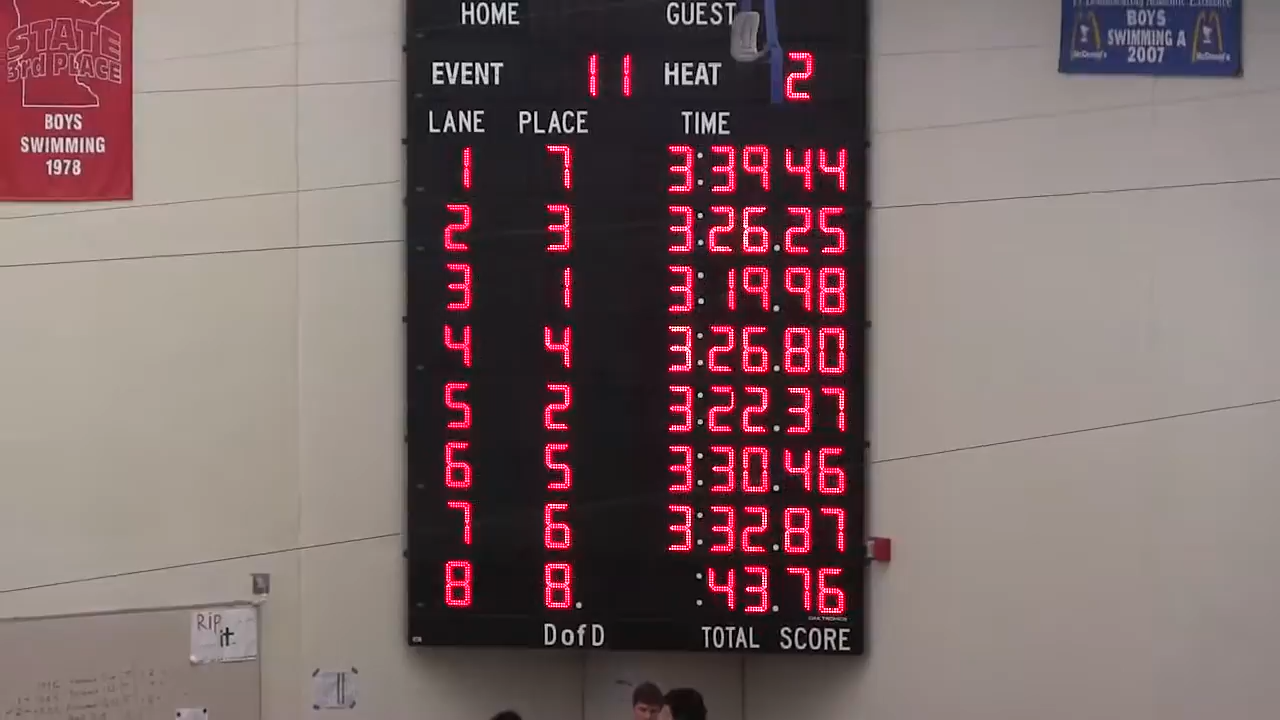 HOME GUEST
EVENT 11 HEAT 2
LANE PLACE TIME
1 7 3:39 44
2 3 3:26.25
3 1 3:19.98
4 4 3:26.80
5 2 3:22.37
6 5 3:30.46
7 6 3:32.87
8 8. :43.76
DAKTRONICS
DofD TOTAL SCORE
STATE
3rd PLACE
BOYS
SWIMMING
1978
BOYS
SWIMMING A
2007
McDonald's McDonald's
RIP
it